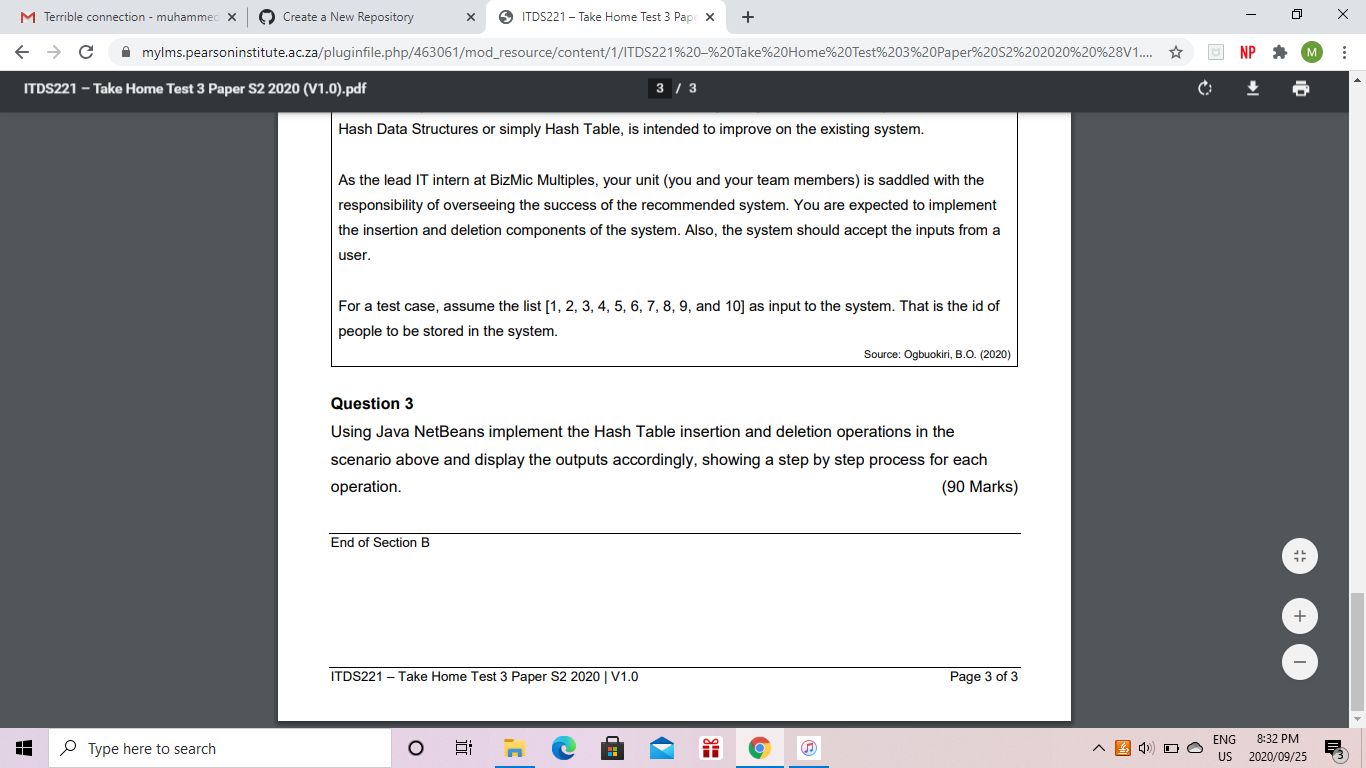 Terrible connection - muhammed
Create a New Repository
ITDS221 – Take Home Test 3 Pape
mylms.pearsoninstitute.ac.za/pluginfile.php/463061/mod_resource/content/1/ITDS221%20–%20Take%20Home%20Test%203%20Paper%20S2%202020%20%28V1....
NP
M
ITDS221 – Take Home Test 3 Paper S2 2020 (V1.0).pdf
3 / 3
Hash Data Structures or simply Hash Table, is intended to improve on the existing system.
As the lead IT intern at BizMic Multiples, your unit (you and your team members) is saddled with the
responsibility of overseeing the success of the recommended system. You are expected to implement
the insertion and deletion components of the system. Also, the system should accept the inputs from a
user.
For a test case, assume the list [1, 2, 3, 4, 5, 6, 7, 8, 9, and 10] as input to the system. That is the id of
people to be stored in the system.
Source: Ogbuokiri, B.O. (2020)
Question 3
Using Java NetBeans implement the Hash Table insertion and deletion operations in the
scenario above and display the outputs accordingly, showing a step by step process for each
operation. (90 Marks)
End of Section B
ITDS221 – Take Home Test 3 Paper S2 2020 | V1.0 Page 3 of 3
Type here to search
ENG
US
8:32 PM
2020/09/25
3